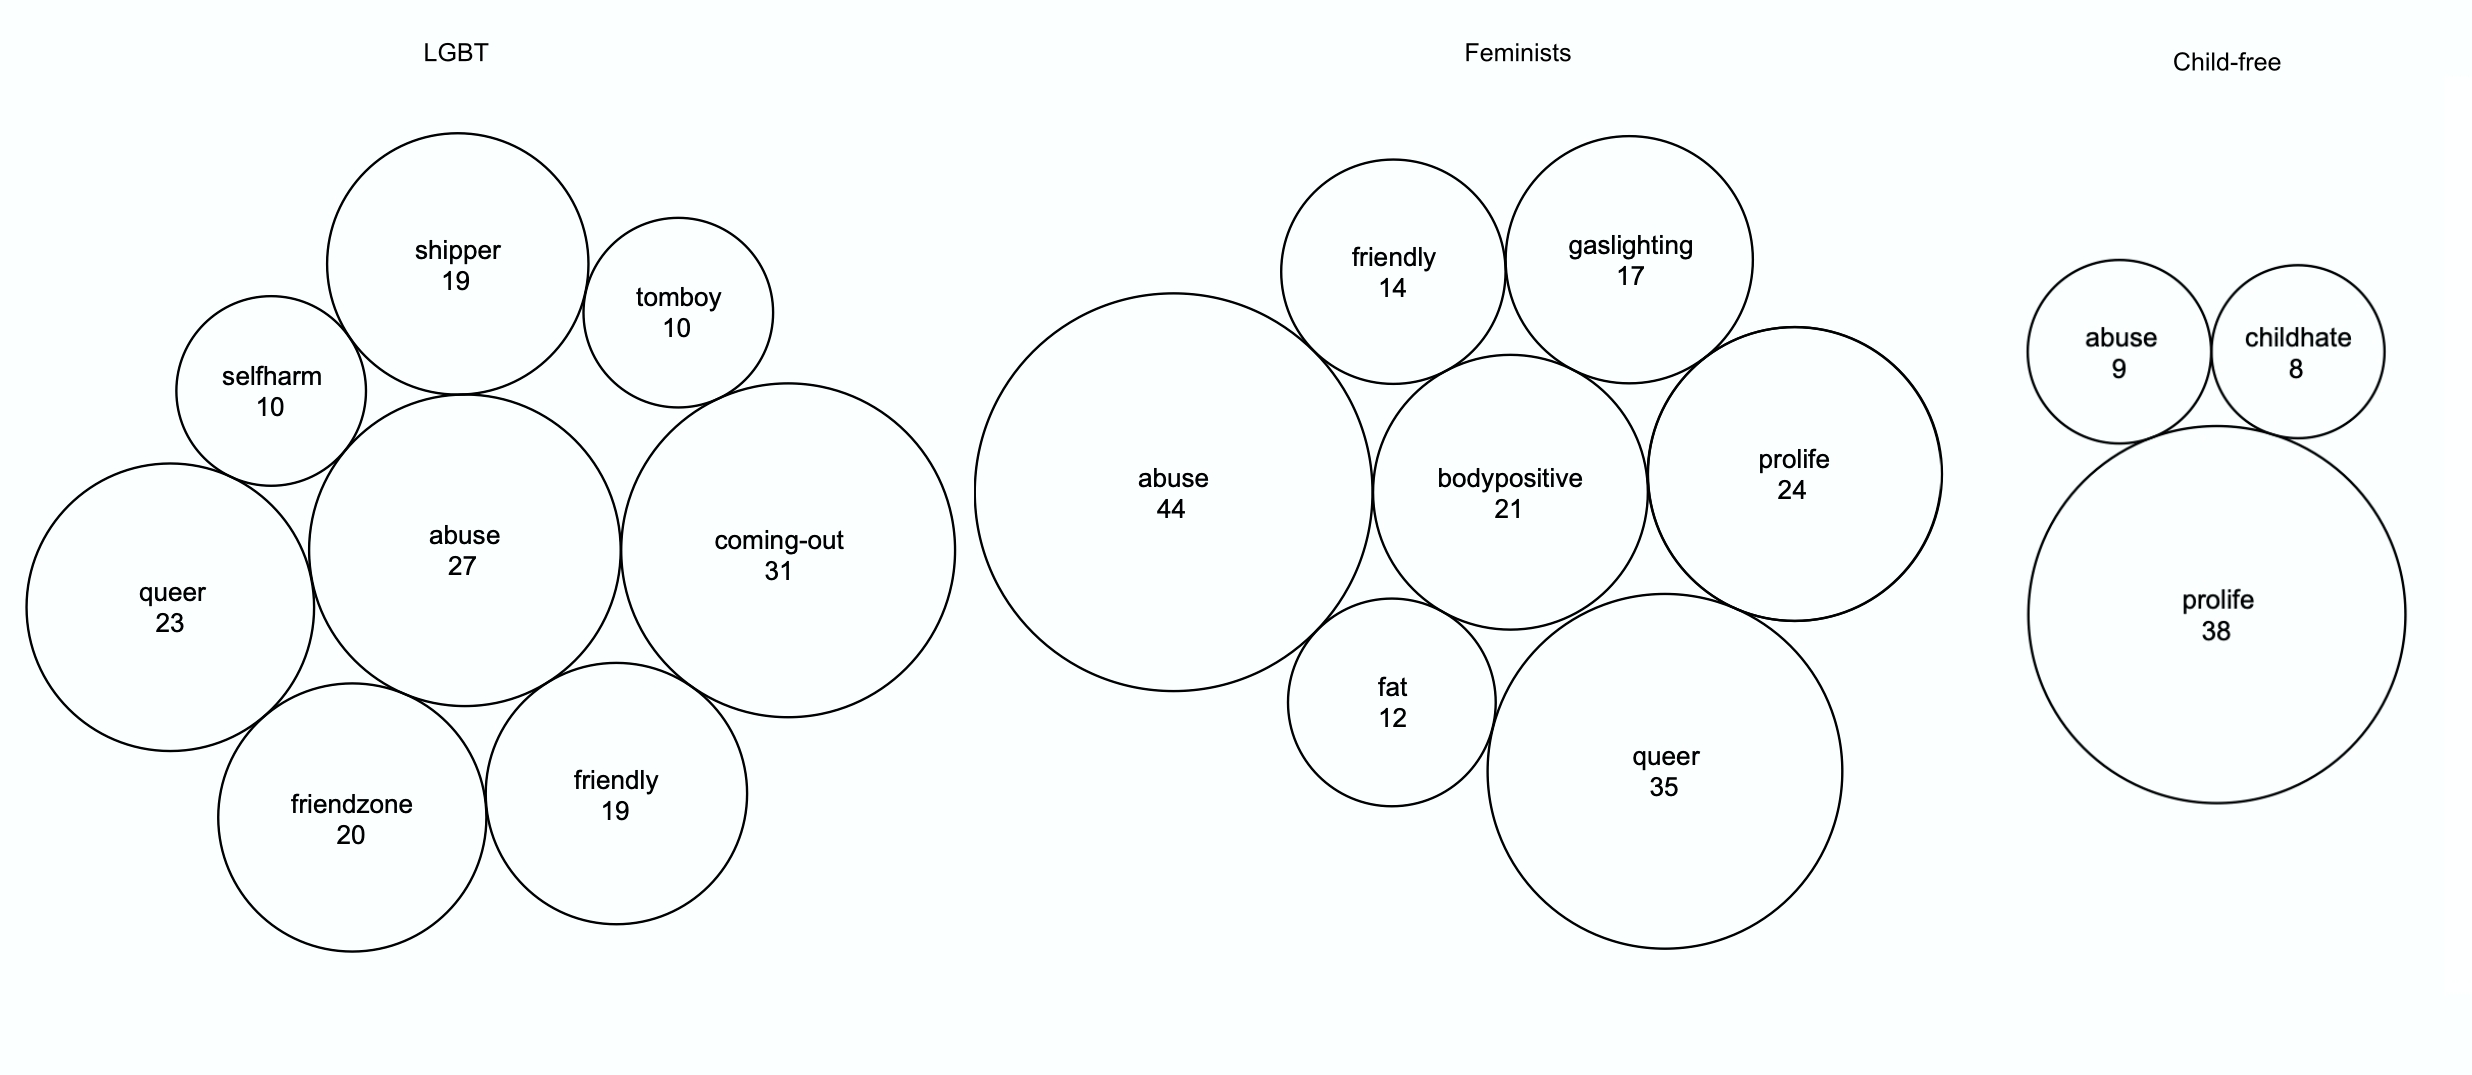 LGBT
shipper
19
tomboy
10
selfharm
10
abuse
27
coming-out
31
queer
23
friendzone
20
friendly
19
Feminists
friendly
14
gaslighting
17
abuse
44
bodypositive
21
prolife
24
fat
12
queer
35
Child-free
abuse
9
childhate
8
prolife
38